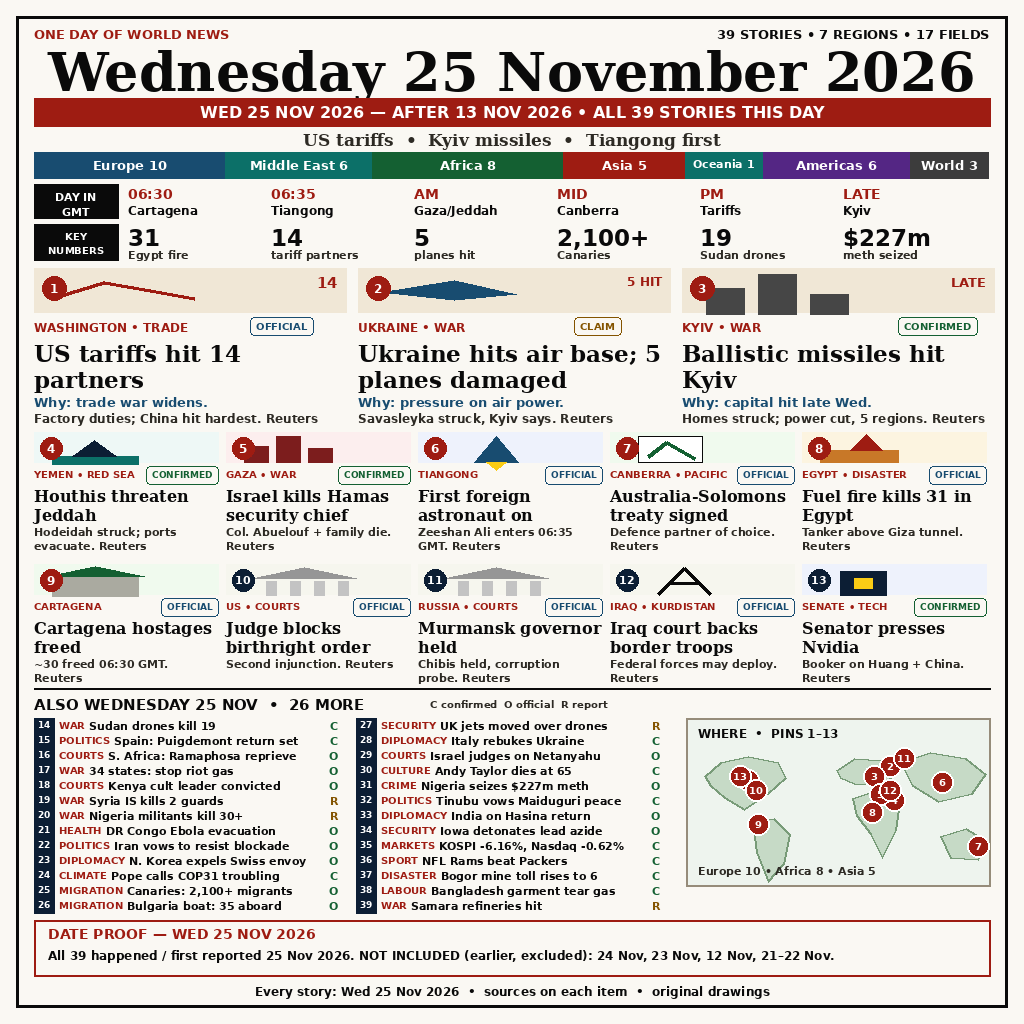 ONE DAY OF WORLD NEWS
39 STORIES • 7 REGIONS • 17 FIELDS
Wednesday 25 November 2026
WED 25 NOV 2026 — AFTER 13 NOV 2026 • ALL 39 STORIES THIS DAY
US tariffs • Kyiv missiles • Tiangong first
Europe 10
Middle East 6
Africa 8
Asia 5
Oceania 1
Americas 6
World 3
DAY IN GMT
06:30 Cartagena
06:35 Tiangong
AM Gaza/Jeddah
MID Canberra
PM Tariffs
LATE Kyiv
KEY NUMBERS
31 Egypt fire
14 tariff partners
5 planes hit
2,100+ Canaries
19 Sudan drones
$227m meth seized
1
14
WASHINGTON • TRADE
OFFICIAL
US tariffs hit 14
partners
Why: trade war widens.
Factory duties; China hit hardest. Reuters
2
5 HIT
UKRAINE • WAR
CLAIM
Ukraine hits air base; 5
planes damaged
Why: pressure on air power.
Savasleyka struck, Kyiv says. Reuters
3
LATE
KYIV • WAR
CONFIRMED
Ballistic missiles hit
Kyiv
Why: capital hit late Wed.
Homes struck; power cut, 5 regions. Reuters
4
YEMEN • RED SEA
CONFIRMED
Houthis threaten
Jeddah
Hodeidah struck; ports
evacuate. Reuters
5
GAZA • WAR
CONFIRMED
Israel kills Hamas
security chief
Col. Abuelouf + family die.
Reuters
6
TIANGONG
OFFICIAL
First foreign
astronaut on
Zeeshan Ali enters 06:35
GMT. Reuters
7
CANBERRA • PACIFIC
OFFICIAL
Australia-Solomons
treaty signed
Defence partner of choice.
Reuters
8
EGYPT • DISASTER
OFFICIAL
Fuel fire kills 31 in
Egypt
Tanker above Giza tunnel.
Reuters
9
CARTAGENA
OFFICIAL
Cartagena hostages
freed
~30 freed 06:30 GMT.
Reuters
10
US • COURTS
OFFICIAL
Judge blocks
birthright order
Second injunction. Reuters
11
RUSSIA • COURTS
OFFICIAL
Murmansk governor
held
Chibis held, corruption
probe. Reuters
12
IRAQ • KURDISTAN
OFFICIAL
Iraq court backs
border troops
Federal forces may deploy.
Reuters
13
SENATE • TECH
CONFIRMED
Senator presses
Nvidia
Booker on Huang + China.
Reuters
ALSO WEDNESDAY 25 NOV • 26 MORE
C confirmed O official R report
14 WAR Sudan drones kill 19 C
15 POLITICS Spain: Puigdemont return set C
16 COURTS S. Africa: Ramaphosa reprieve O
17 WAR 34 states: stop riot gas O
18 COURTS Kenya cult leader convicted O
19 WAR Syria IS kills 2 guards R
20 WAR Nigeria militants kill 30+ R
21 HEALTH DR Congo Ebola evacuation O
22 POLITICS Iran vows to resist blockade O
23 DIPLOMACY N. Korea expels Swiss envoy O
24 CLIMATE Pope calls COP31 troubling C
25 MIGRATION Canaries: 2,100+ migrants O
26 MIGRATION Bulgaria boat: 35 aboard O
27 SECURITY UK jets moved over drones R
28 DIPLOMACY Italy rebukes Ukraine C
29 COURTS Israel judges on Netanyahu O
30 CULTURE Andy Taylor dies at 65 C
31 CRIME Nigeria seizes $227m meth O
32 POLITICS Tinubu vows Maiduguri peace C
33 DIPLOMACY India on Hasina return O
34 SECURITY Iowa detonates lead azide O
35 MARKETS KOSPI -6.16%, Nasdaq -0.62% C
36 SPORT NFL Rams beat Packers C
37 DISASTER Bogor mine toll rises to 6 C
38 LABOUR Bangladesh garment tear gas C
39 WAR Samara refineries hit R
WHERE • PINS 1–13
11
2
13
3
6
10
12
8
9
7
Europe 10 • Africa 8 • Asia 5
DATE PROOF — WED 25 NOV 2026
All 39 happened / first reported 25 Nov 2026. NOT INCLUDED (earlier, excluded): 24 Nov, 23 Nov, 12 Nov, 21–22 Nov.
Every story: Wed 25 Nov 2026 • sources on each item • original drawings